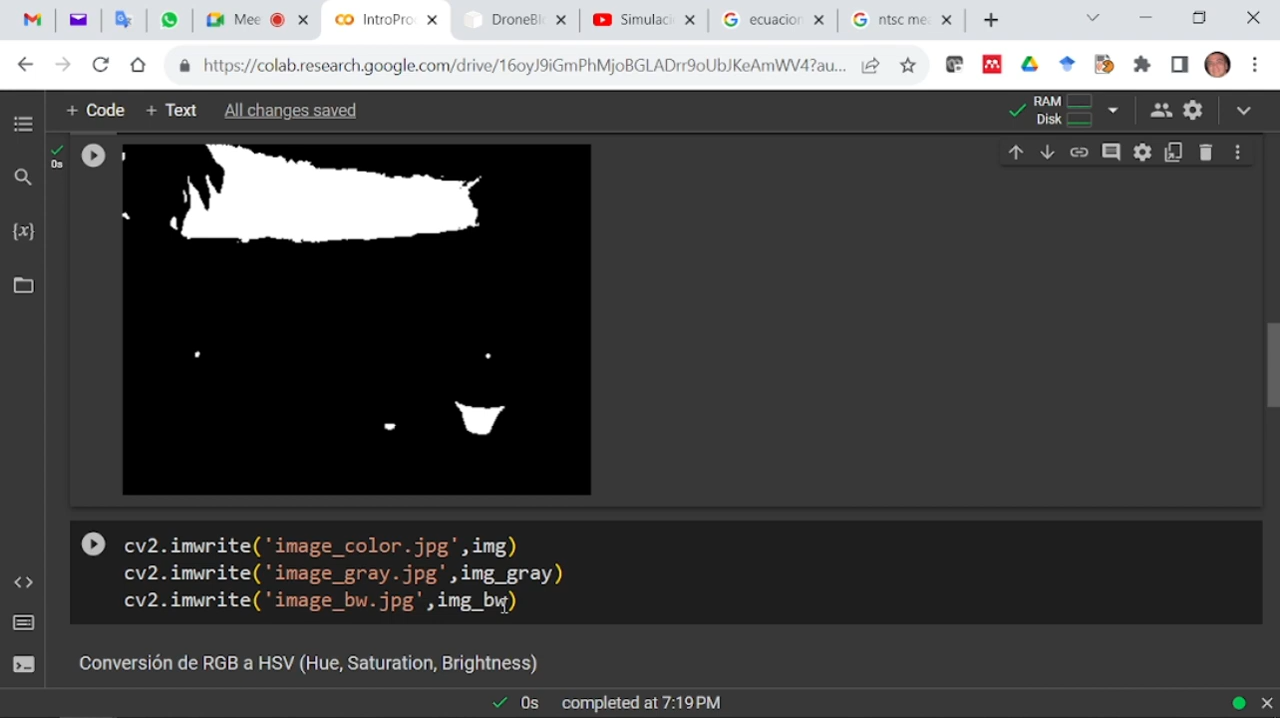 Mee
IntroPro
DroneBl
Simulaci
ecuacion
ntsc me
https://colab.research.google.com/drive/16oyJ9iGmPhMjoBGLADrr9oUbJKeAmWV4?au...
+ Code + Text All changes saved
RAM
Disk
0s
{x}
cv2.imwrite('image_color.jpg',img)
cv2.imwrite('image_gray.jpg',img_gray)
cv2.imwrite('image_bw.jpg',img_bw)
Conversión de RGB a HSV (Hue, Saturation, Brightness)
0s completed at 7:19 PM